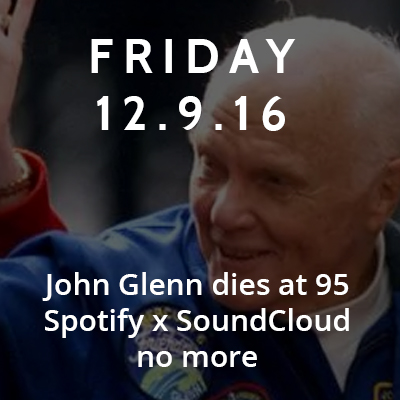 FRIDAY
12.9.16
John Glenn dies at 95
Spotify x SoundCloud
no more